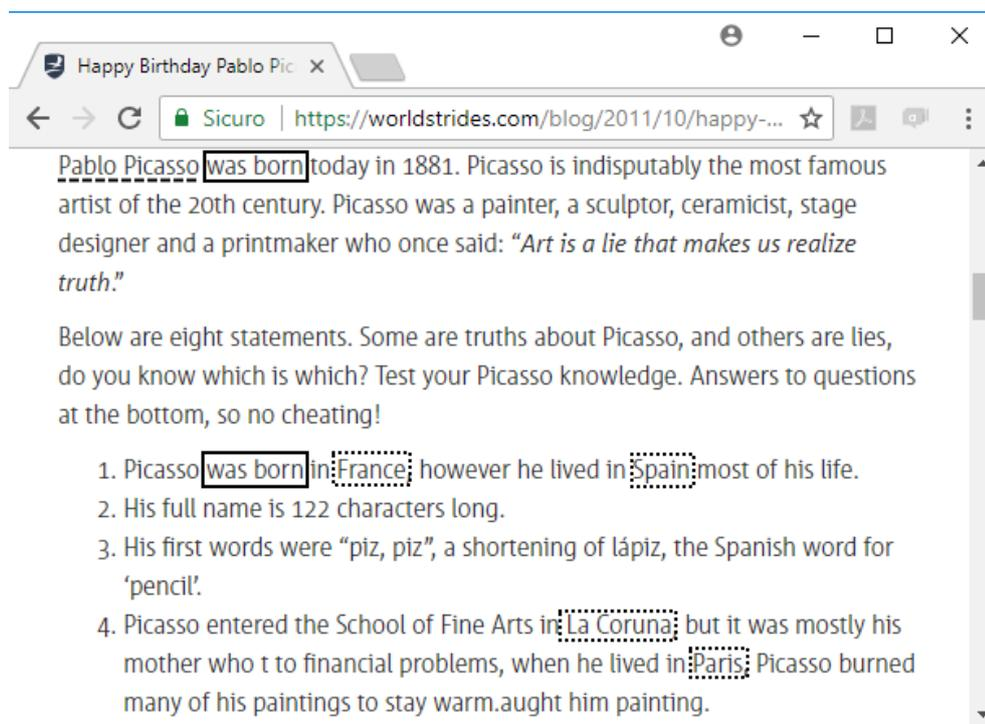 Happy Birthday Pablo Pic
Sicuro https://worldstrides.com/blog/2011/10/happy-...
Pablo Picasso was born today in 1881. Picasso is indisputably the most famous
artist of the 20th century. Picasso was a painter, a sculptor, ceramicist, stage
designer and a printmaker who once said: “Art is a lie that makes us realize
truth.”
Below are eight statements. Some are truths about Picasso, and others are lies,
do you know which is which? Test your Picasso knowledge. Answers to questions
at the bottom, so no cheating!
1. Picasso was born in France, however he lived in Spain most of his life.
2. His full name is 122 characters long.
3. His first words were “piz, piz”, a shortening of lápiz, the Spanish word for
‘pencil’.
4. Picasso entered the School of Fine Arts in La Coruna, but it was mostly his
mother who t to financial problems, when he lived in Paris, Picasso burned
many of his paintings to stay warm.aught him painting.